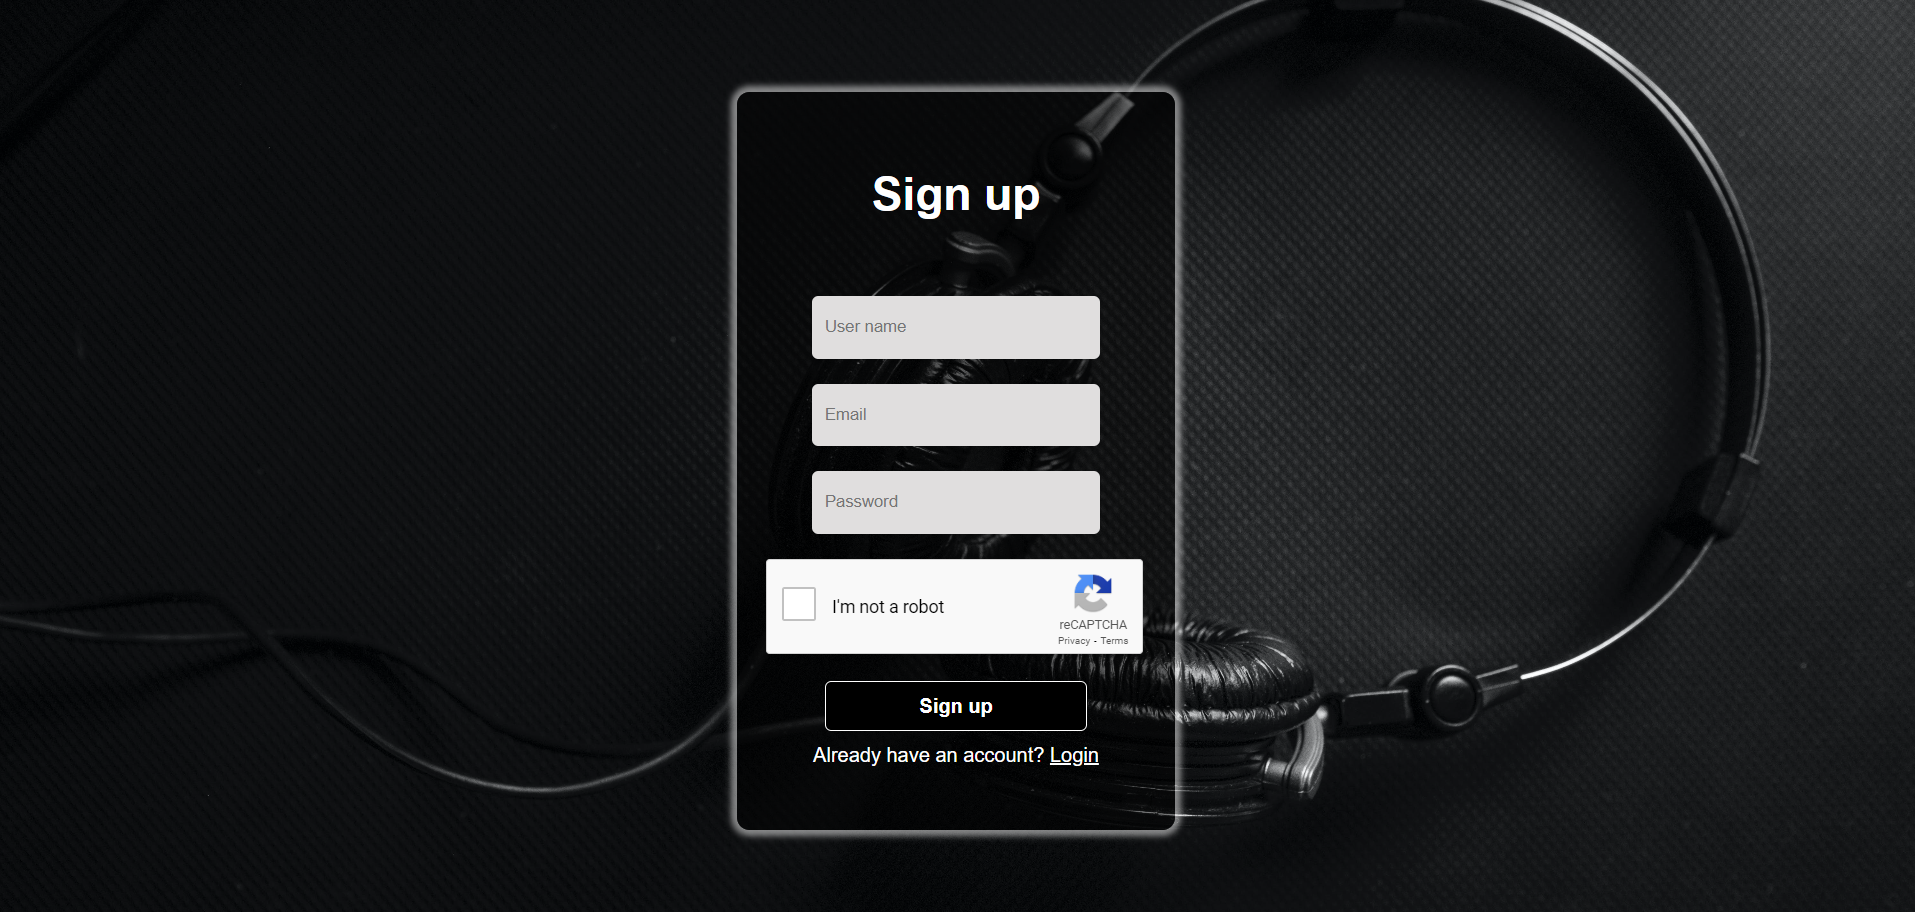 Sign up
User name
Email
Password
I'm not a robot
reCAPTCHA
Privacy - Terms
Sign up
Already have an account? Login